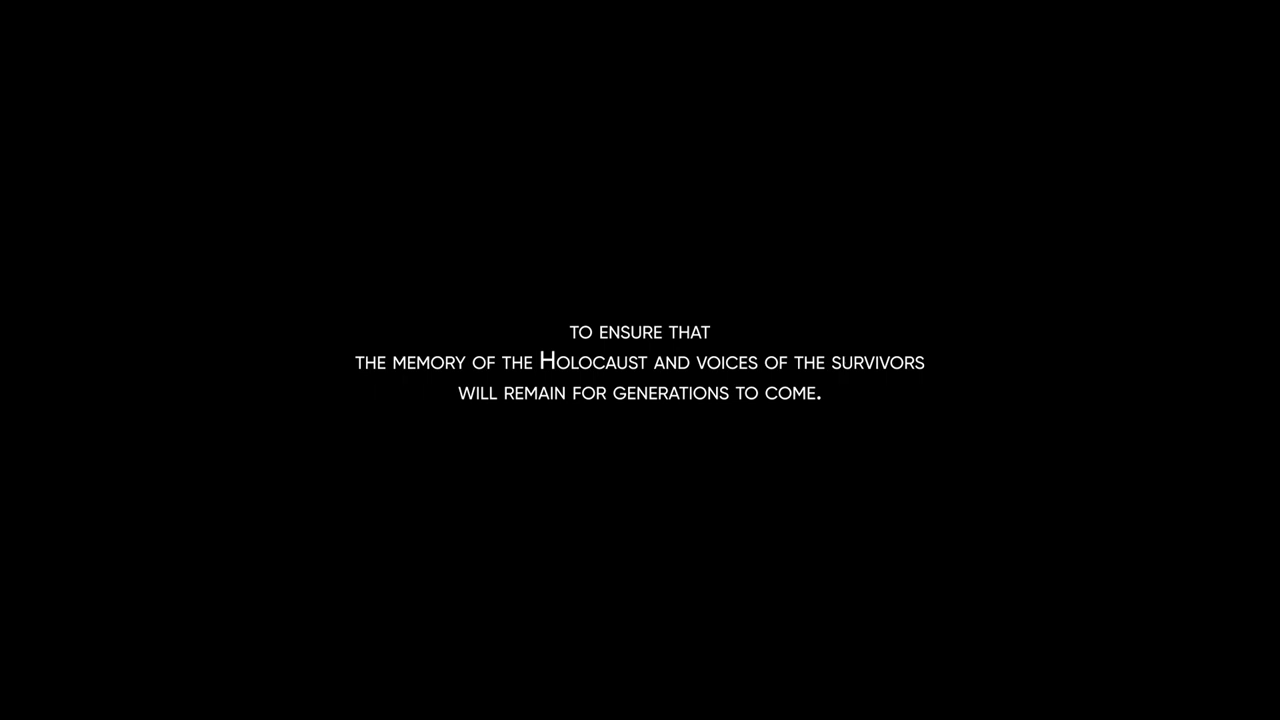 to ensure that
the memory of the Holocaust and voices of the survivors
will remain for generations to come.